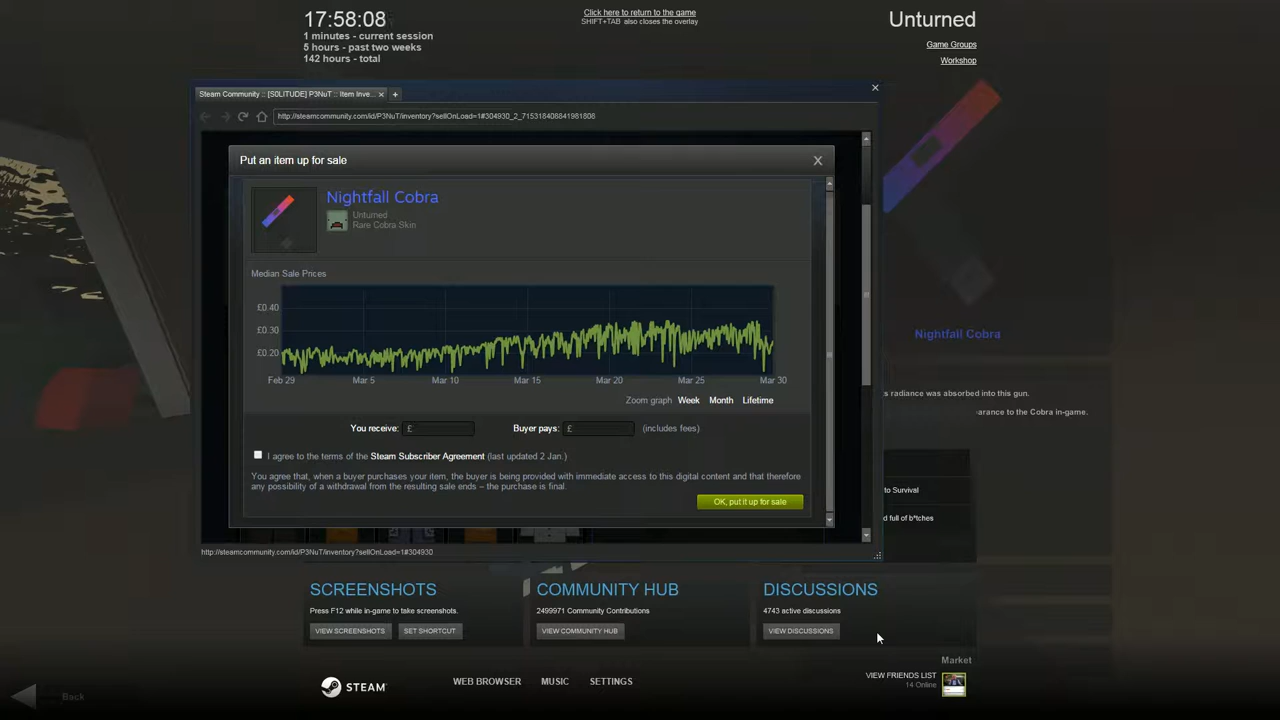 17:58:08
1 minutes - current session
5 hours - past two weeks
142 hours - total
Click here to return to the game
SHIFT+TAB also closes the overlay
Unturned
Game Groups
Workshop
Steam Community :: [S0LITUDE] P3NuT :: Item Inve...
http://steamcommunity.com/id/P3NuT/inventory?sellOnLoad=1#304930_2_715318408841981808
Put an item up for sale
Nightfall Cobra
Unturned
Rare Cobra Skin
Median Sale Prices
£0.40
£0.30
£0.20
Feb 29 Mar 5 Mar 10 Mar 15 Mar 20 Mar 25 Mar 30
Zoom graph Week Month Lifetime
You receive: £ Buyer pays: £ (includes fees)
I agree to the terms of the Steam Subscriber Agreement (last updated 2 Jan.)
You agree that, when a buyer purchases your item, the buyer is being provided with immediate access to this digital content and that therefore
any possibility of a withdrawal from the resulting sale ends – the purchase is final.
OK, put it up for sale
Nightfall Cobra
s radiance was absorbed into this gun.
earance to the Cobra in-game.
to Survival
d full of b*tches
http://steamcommunity.com/id/P3NuT/inventory?sellOnLoad=1#304930
SCREENSHOTS
Press F12 while in-game to take screenshots.
VIEW SCREENSHOTS SET SHORTCUT
COMMUNITY HUB
2499971 Community Contributions
VIEW COMMUNITY HUB
DISCUSSIONS
4743 active discussions
VIEW DISCUSSIONS
Market
STEAM
WEB BROWSER MUSIC SETTINGS
VIEW FRIENDS LIST
14 Online
Back